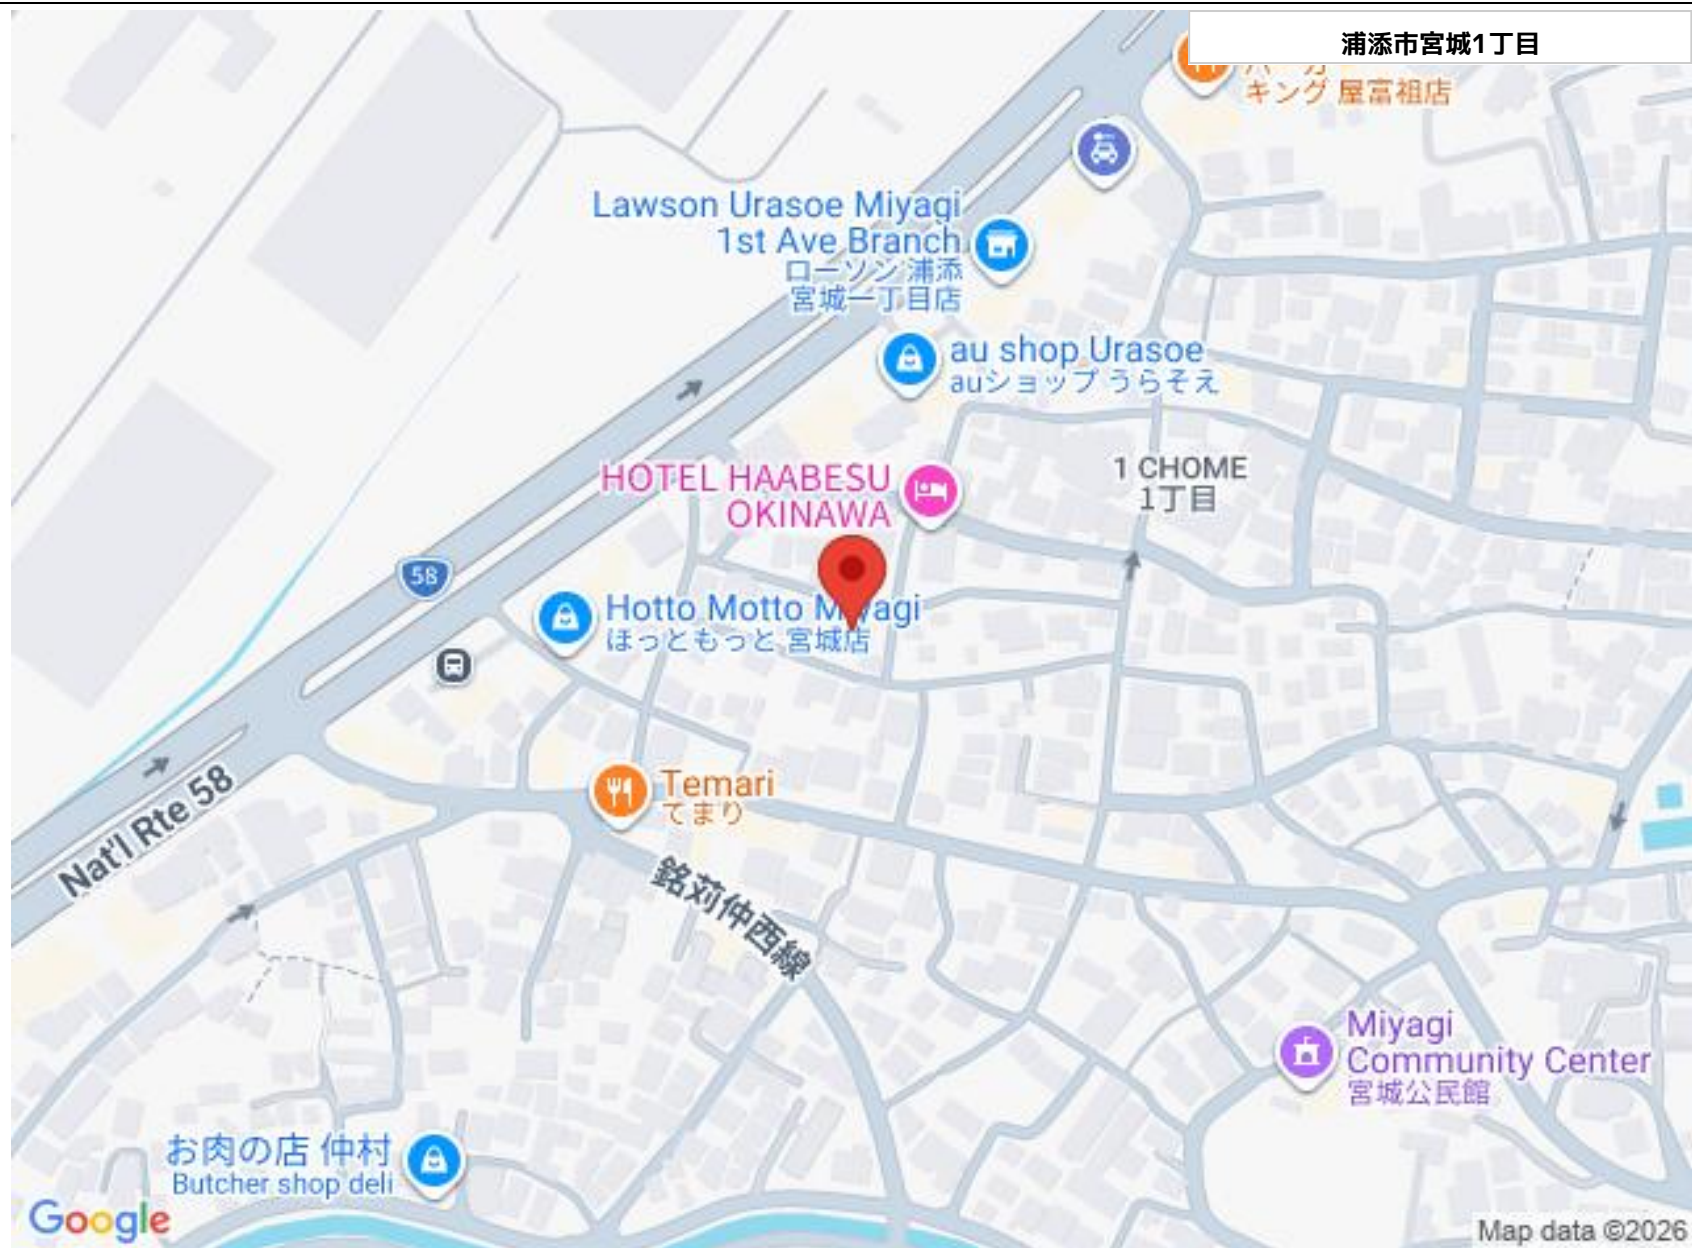 浦添市宮城1丁目
キング 屋富祖店
Lawson Urasoe Miyagi
1st Ave Branch
ローソン 浦添
宮城一丁目店
au shop Urasoe
auショップ うらそえ
HOTEL HAABESU
OKINAWA
1 CHOME
1丁目
58
Hotto Motto Miyagi
ほっともっと 宮城店
Temari
てまり
Nat'l Rte 58
銘苅仲西線
Miyagi
Community Center
宮城公民館
お肉の店 仲村
Butcher shop deli
Google
Map data ©2026